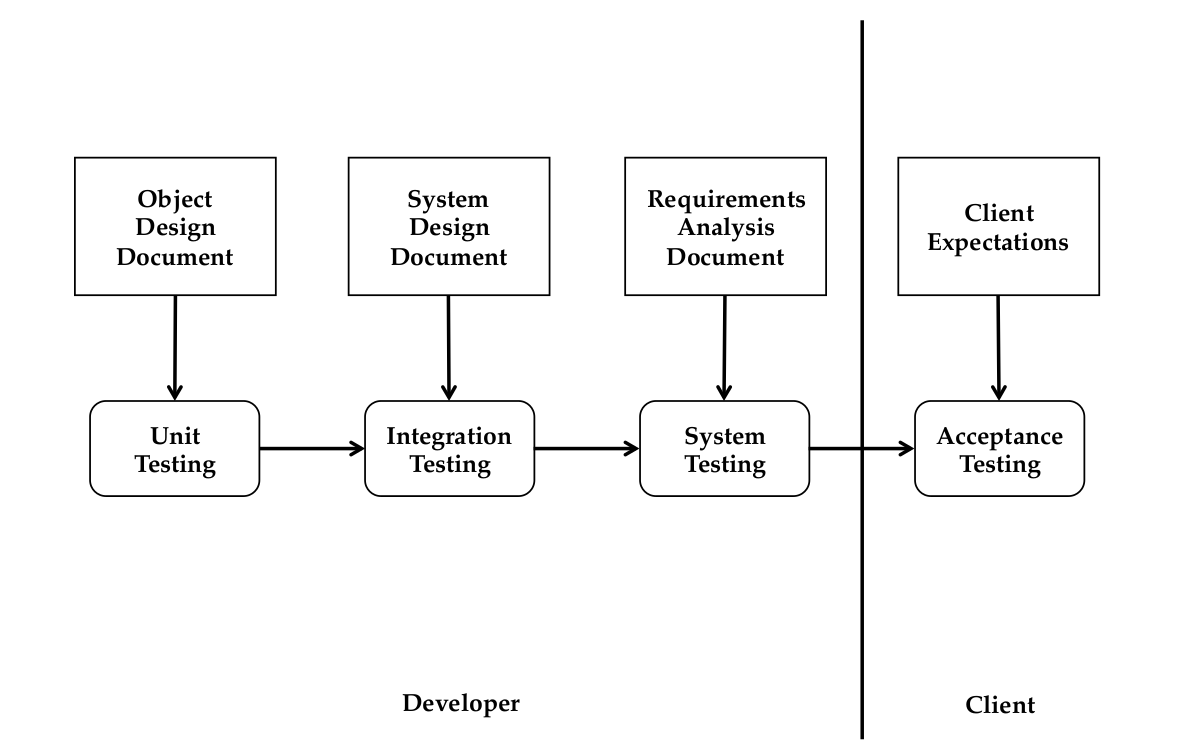 Object
Design
Document
System
Design
Document
Requirements
Analysis
Document
Client
Expectations
Unit
Testing
Integration
Testing
System
Testing
Acceptance
Testing
Developer
Client